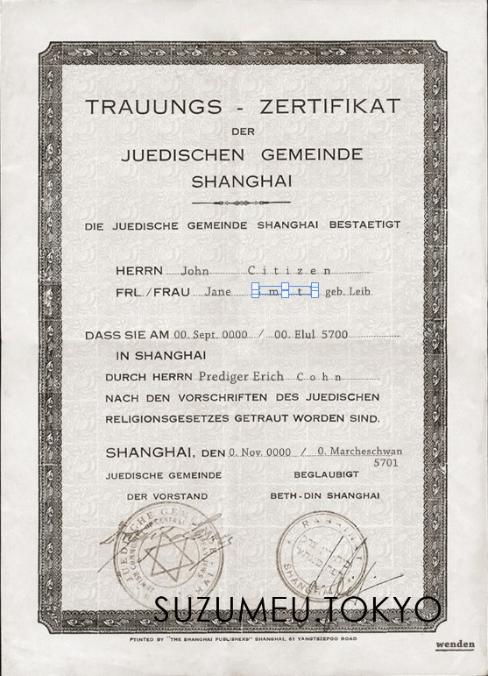 TRAUUNGS - ZERTIFIKAT
DER
JUEDISCHEN GEMEINDE
SHANGHAI
DIE JUEDISCHE GEMEINDE SHANGHAI BESTAETIGT
HERRN John Citizen
FRL./FRAU Jane geb. Leib
DASS SIE AM 00. Sept. 0000 / 00. Elul 5700
IN SHANGHAI
DURCH HERRN Prediger Erich Cohn
NACH DEN VORSCHRIFTEN DES JUEDISCHEN
RELIGIONSGESETZES GETRAUT WORDEN SIND.
SHANGHAI, DEN 0. Nov. 0000 / 0. Marcheschwan
5701
JUEDISCHE GEMEINDE BEGLAUBIGT
DER VORSTAND BETH-DIN SHANGHAI
JUEDISCHE GEMEINDE
SHANGHAI
SUZUMEU.TOKYO
PRINTED BY "THE SHANGHAI PUBLISHERS" SHANGHAI, 61 YANGTSZEPOO ROAD
wenden